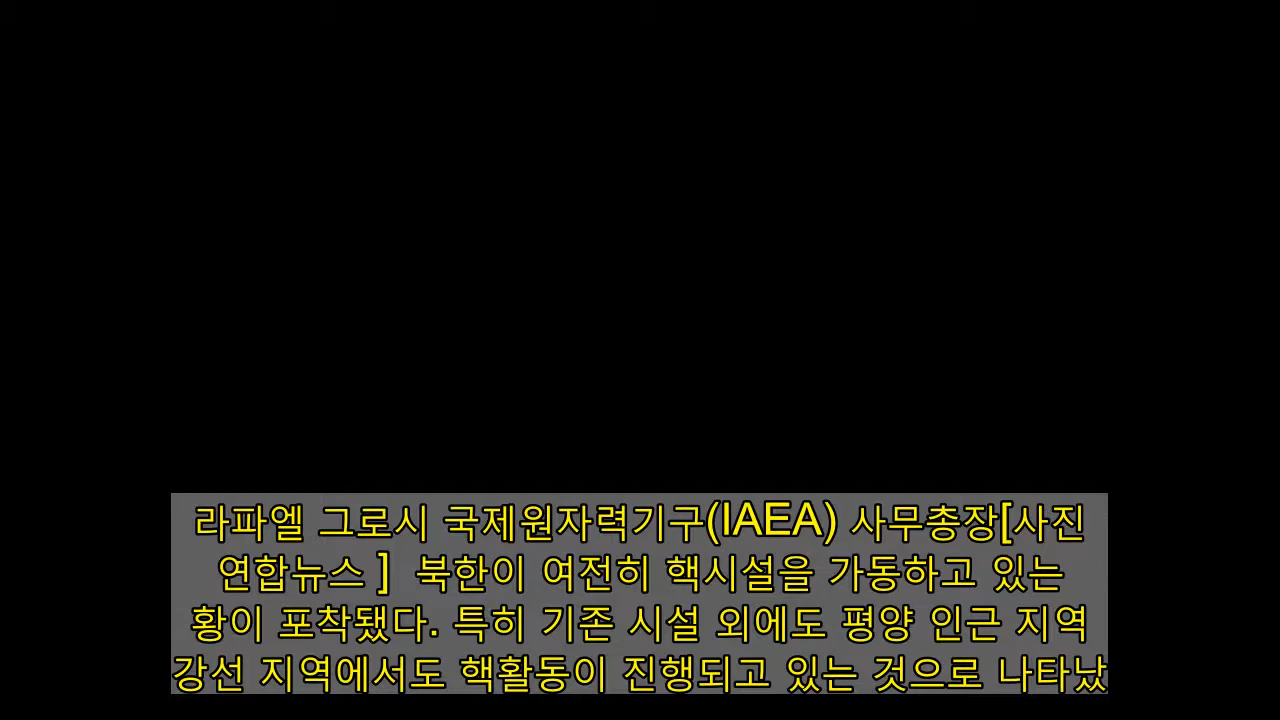 라파엘 그로시 국제원자력기구(IAEA) 사무총장[사진
연합뉴스 ] 북한이 여전히 핵시설을 가동하고 있는
황이 포착됐다. 특히 기존 시설 외에도 평양 인근 지역
강선 지역에서도 핵활동이 진행되고 있는 것으로 나타났